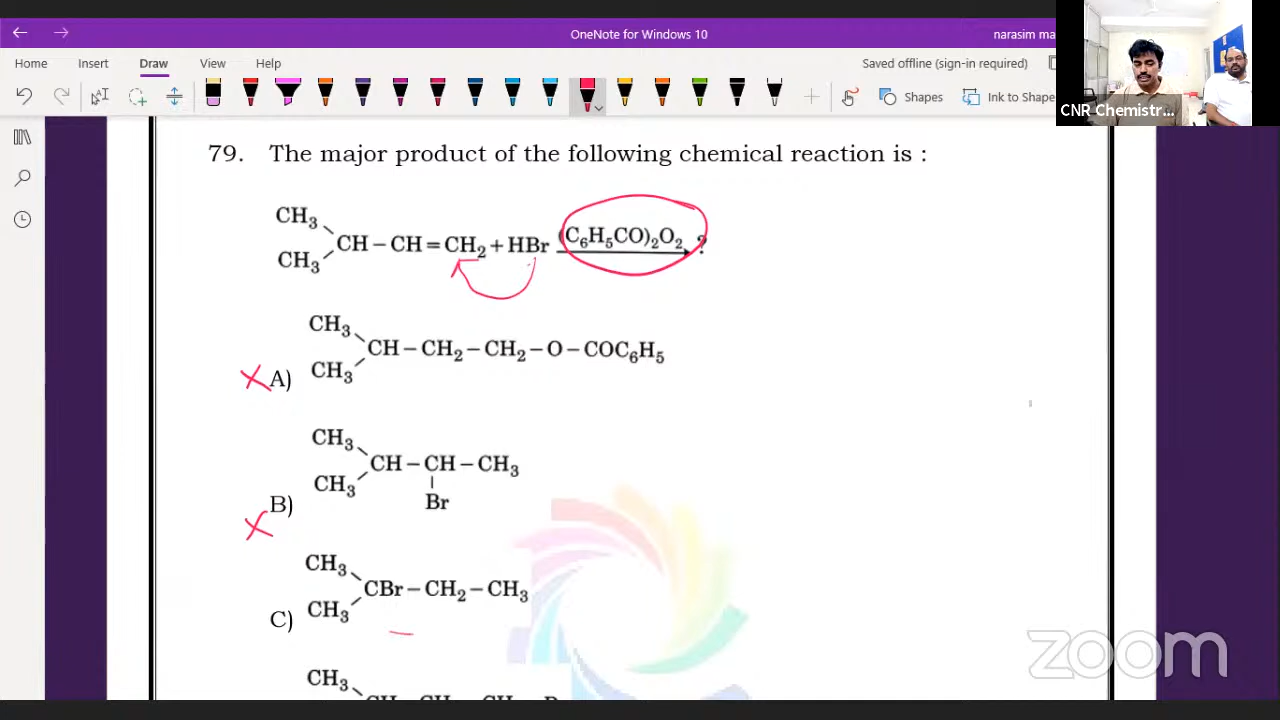 OneNote for Windows 10
narasim ma
Home Insert Draw View Help
Saved offline (sign-in required)
Shapes
Ink to Shape
CNR Chemistr...
79. The major product of the following chemical reaction is :
CH3
CH – CH = CH2 + HBr (C6H5CO)2O2 ?
CH3
CH3
CH – CH2 – CH2 – O – COC6H5
CH3
A)
CH3
CH – CH – CH3
CH3
Br
B)
CH3
CBr – CH2 – CH3
CH3
C)
zoom
CH3